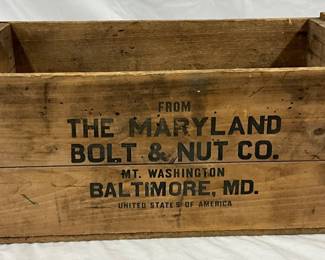 FROM
THE MARYLAND
BOLT & NUT CO.
MT. WASHINGTON
BALTIMORE, MD.
UNITED STATES OF AMERICA